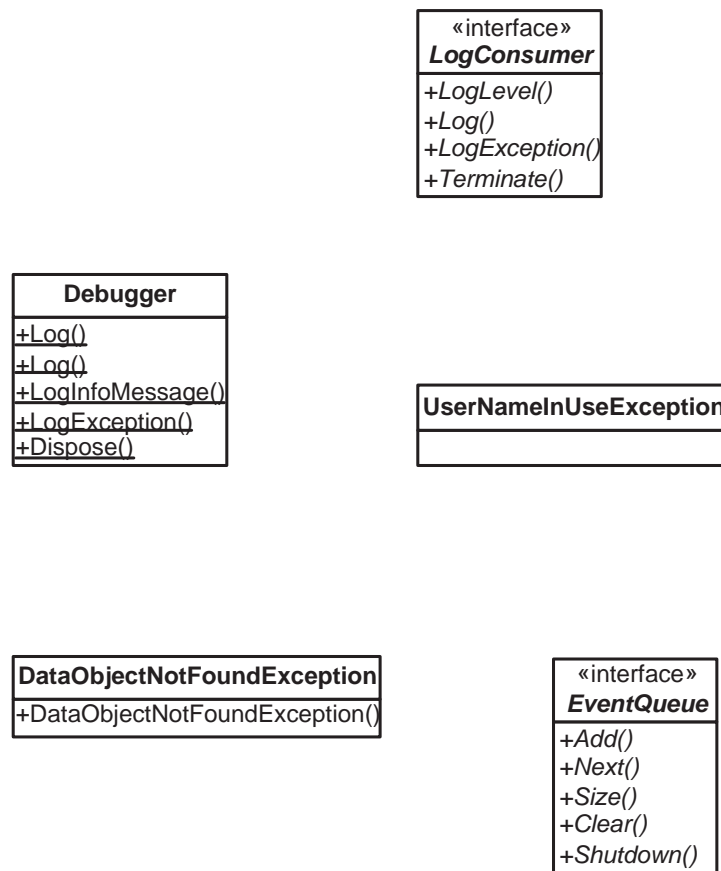 «interface»
LogConsumer
+LogLevel()
+Log()
+LogException()
+Terminate()
Debugger
+Log()
+Log()
+LogInfoMessage()
+LogException()
+Dispose()
UserNameInUseException
DataObjectNotFoundException
+DataObjectNotFoundException()
«interface»
EventQueue
+Add()
+Next()
+Size()
+Clear()
+Shutdown()